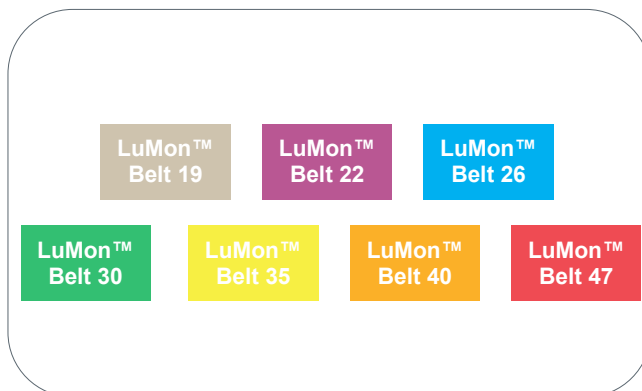 LuMon™
Belt 19
LuMon™
Belt 22
LuMon™
Belt 26
LuMon™
Belt 30
LuMon™
Belt 35
LuMon™
Belt 40
LuMon™
Belt 47